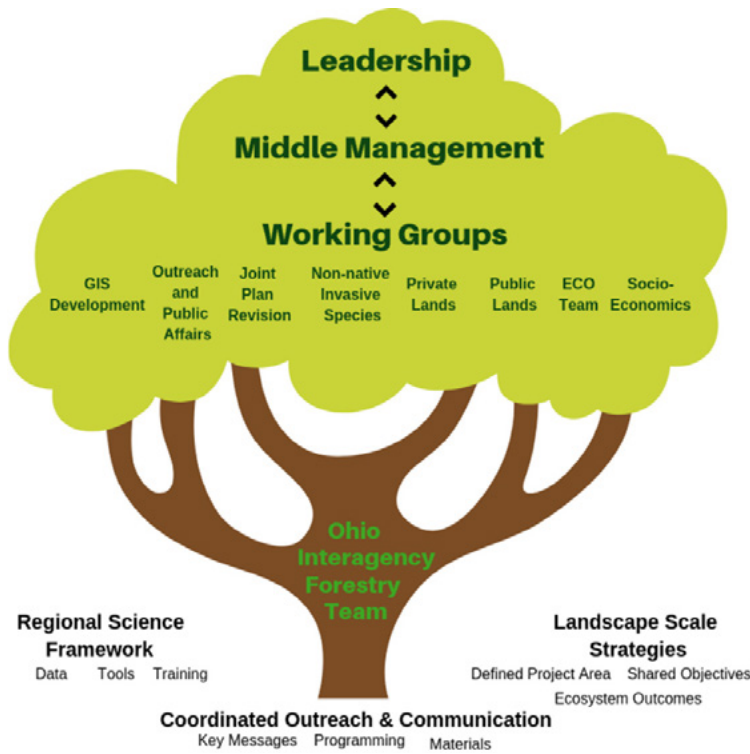 Leadership
Middle Management
Working Groups
GIS
Development
Outreach
and
Public
Affairs
Joint
Plan
Revision
Non-native
Invasive
Species
Private
Lands
Public
Lands
ECO
Team
Socio-
Economics
Ohio
Interagency
Forestry
Team
Regional Science
Framework
Data Tools Training
Landscape Scale
Strategies
Defined Project Area Shared Objectives
Ecosystem Outcomes
Coordinated Outreach & Communication
Key Messages Programming Materials